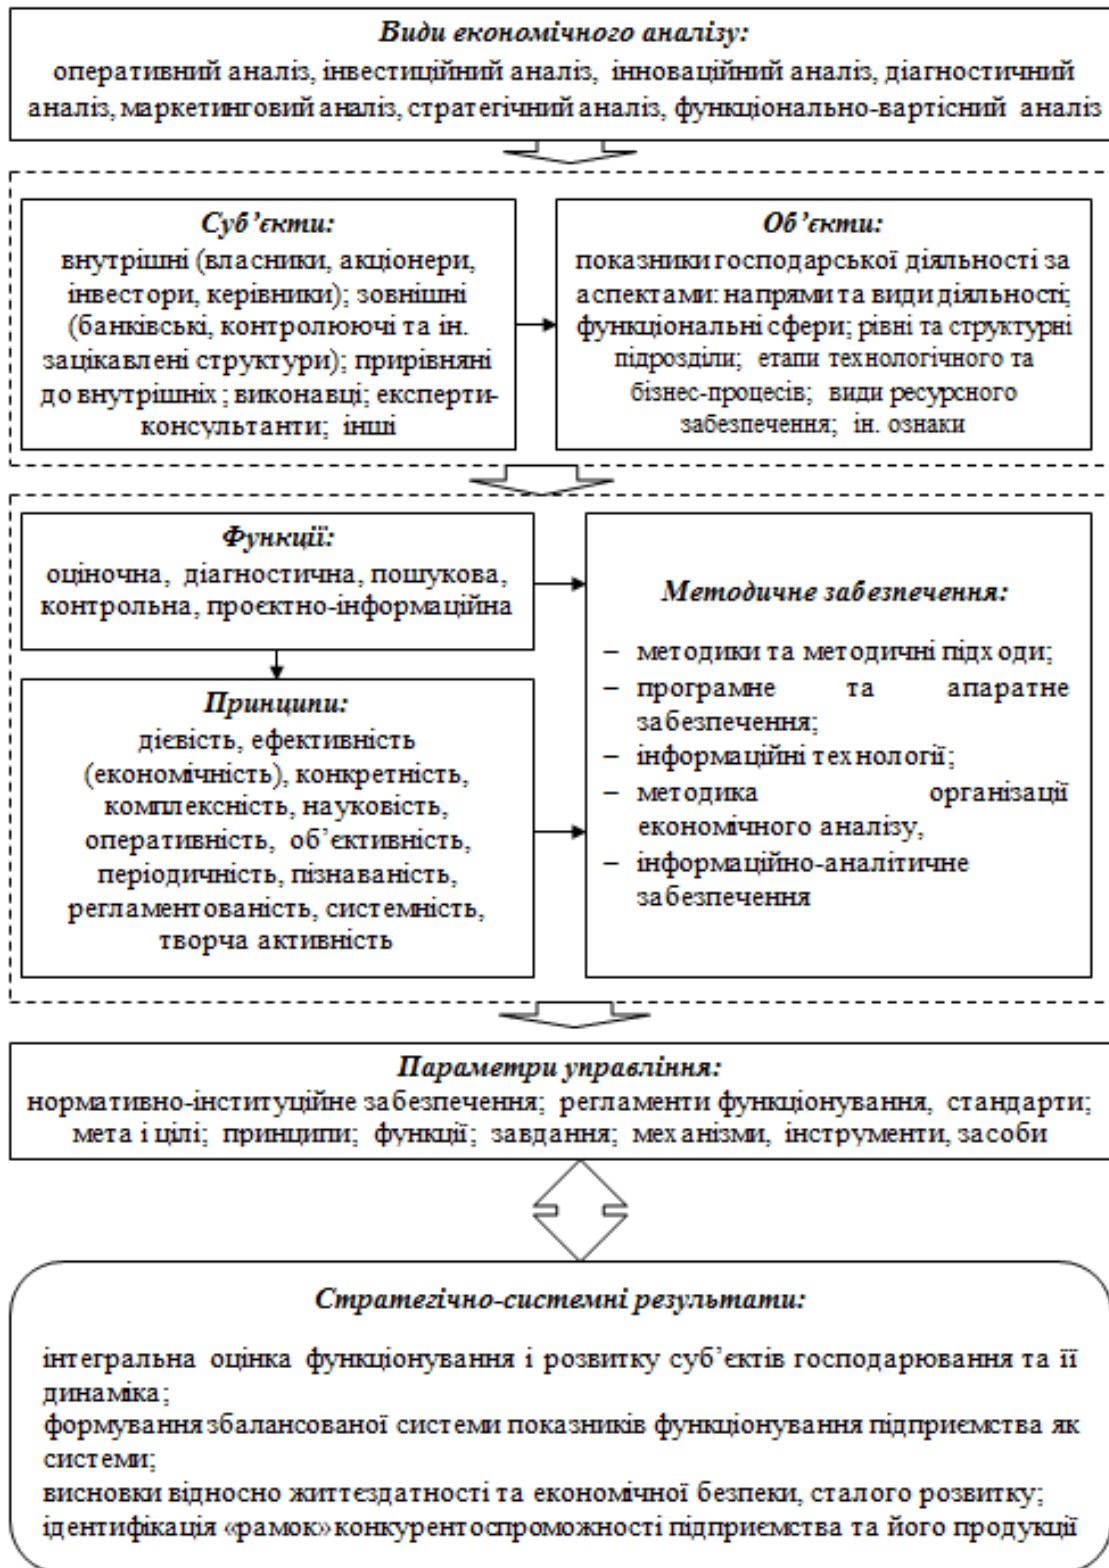 Види економічного аналізу:
оперативний аналіз, інвестиційний аналіз, інноваційний аналіз, діагностичний
аналіз, маркетинговий аналіз, стратегічний аналіз, функціонально-вартісний аналіз
Суб’єкти:
внутрішні (власники, акціонери,
інвестори, керівники); зовнішні
(банківські, контролюючі та ін.
зацікавлені структури); прирівняні
до внутрішніх; виконавці; експерти-
консультанти; інші
Об’єкти:
показники господарської діяльності за
аспектами: напрями та види діяльності;
функціональні сфери; рівні та структурні
підрозділи; етапи технологічного та
бізнес-процесів; види ресурсного
забезпечення; ін. ознаки
Функції:
оціночна, діагностична, пошукова,
контрольна, проєктно-інформаційна
Принципи:
дієвість, ефективність
(економічність), конкретність,
комплексність, науковість,
оперативність, об’єктивність,
періодичність, пізнаваність,
регламентованість, системність,
творча активність
Методичне забезпечення:
– методики та методичні підходи;
– програмне та апаратне
забезпечення;
– інформаційні технології;
– методика організації
економічного аналізу,
– інформаційно-аналітичне
забезпечення
Параметри управління:
нормативно-інституційне забезпечення; регламенти функціонування, стандарти;
мета і цілі; принципи; функції; завдання; механізми, інструменти, засоби
Стратегічно-системні результати:
інтегральна оцінка функціонування і розвитку суб’єктів господарювання та її
динаміка;
формування збалансованої системи показників функціонування підприємства як
системи;
висновки відносно життєздатності та економічної безпеки, сталого розвитку;
ідентифікація «рамок» конкурентоспроможності підприємства та його продукції